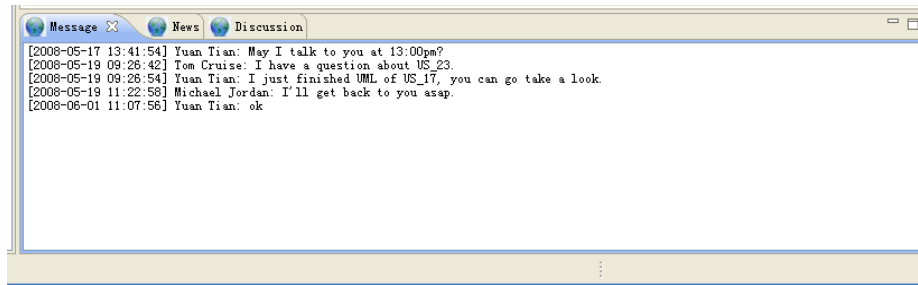 Message News Discussion
[2008-05-17 13:41:54] Yuan Tian: May I talk to you at 13:00pm?
[2008-05-19 09:26:42] Tom Cruise: I have a question about US_23.
[2008-05-19 09:26:54] Yuan Tian: I just finished UML of US_17, you can go take a look.
[2008-05-19 11:22:58] Michael Jordan: I'll get back to you asap.
[2008-06-01 11:07:56] Yuan Tian: ok